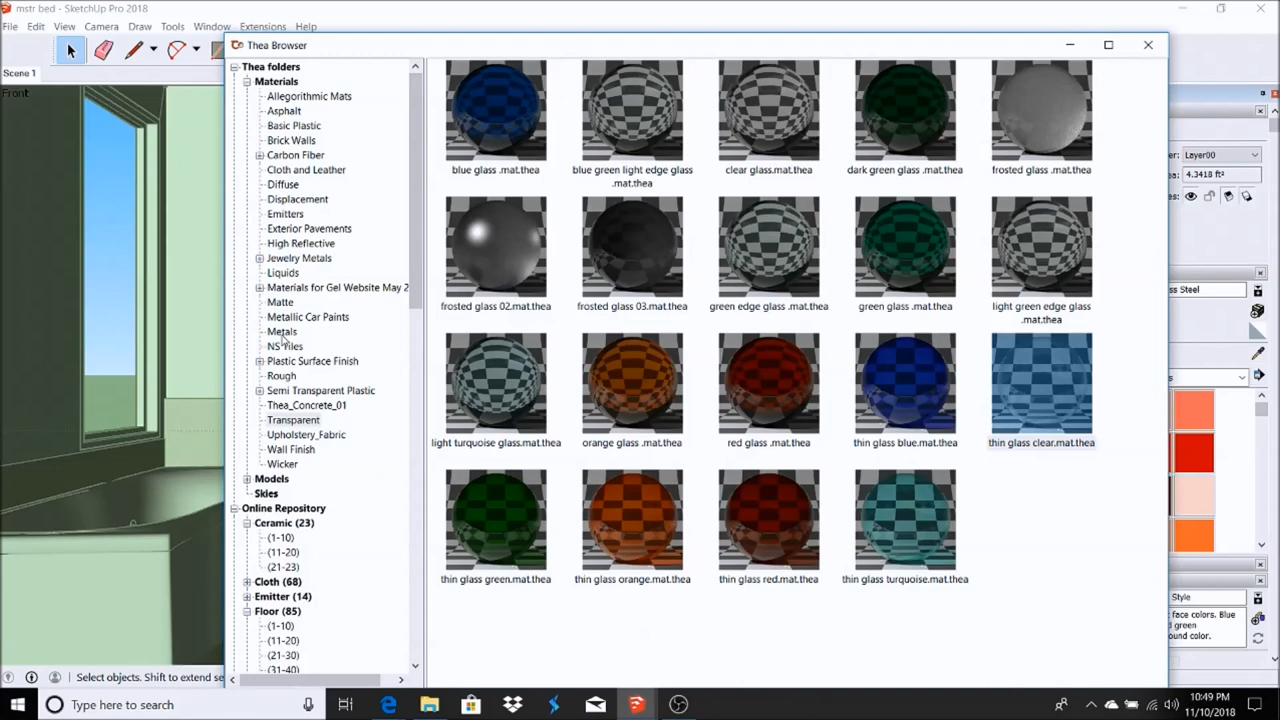 mstr bed - SketchUp Pro 2018
File Edit View Camera Draw Tools Window Extensions Help
Scene 1
Front
Thea Browser
Thea folders
Materials
Allegorithmic Mats
Asphalt
Basic Plastic
Brick Walls
Carbon Fiber
Cloth and Leather
Diffuse
Displacement
Emitters
Exterior Pavements
High Reflective
Jewelry Metals
Liquids
Materials for Gel Website May 2
Matte
Metallic Car Paints
Metals
NS Tiles
Plastic Surface Finish
Rough
Semi Transparent Plastic
Thea_Concrete_01
Transparent
Upholstery_Fabric
Wall Finish
Wicker
Models
Skies
Online Repository
Ceramic (23)
(1-10)
(11-20)
(21-23)
Cloth (68)
Emitter (14)
Floor (85)
(1-10)
(11-20)
(21-30)
(31-40)
blue glass .mat.thea
blue green light edge glass
.mat.thea
clear glass.mat.thea
dark green glass .mat.thea
frosted glass .mat.thea
frosted glass 02.mat.thea
frosted glass 03.mat.thea
green edge glass .mat.thea
green glass .mat.thea
light green edge glass
.mat.thea
light turquoise glass.mat.thea
orange glass .mat.thea
red glass .mat.thea
thin glass blue.mat.thea
thin glass clear.mat.thea
thin glass green.mat.thea
thin glass orange.mat.thea
thin glass red.mat.thea
thin glass turquoise.mat.thea
Layer00
4.3418 ft²
Steel
Style
face colors. Blue
d green
ound color.
Select objects. Shift to extend se
Type here to search
10:49 PM
11/10/2018